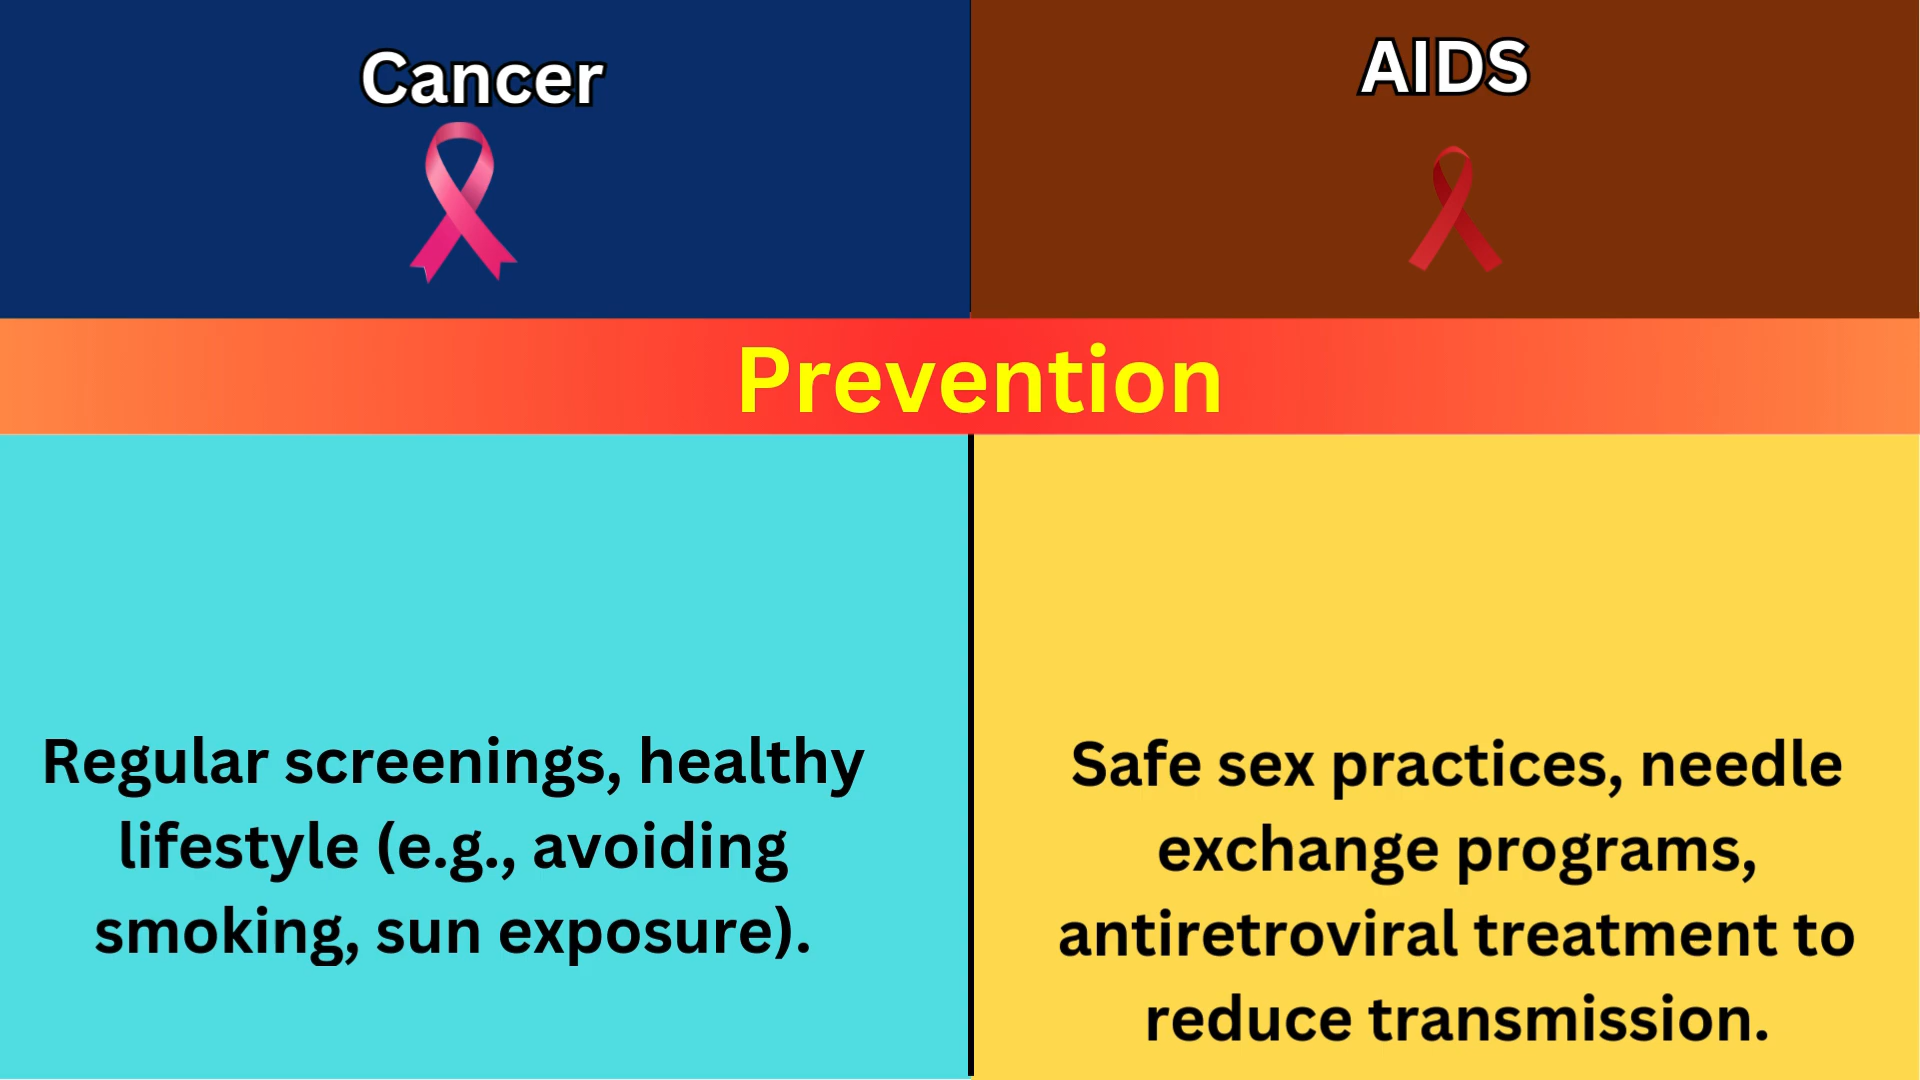 Cancer
AIDS
Prevention
Regular screenings, healthy
lifestyle (e.g., avoiding
smoking, sun exposure).
Safe sex practices, needle
exchange programs,
antiretroviral treatment to
reduce transmission.